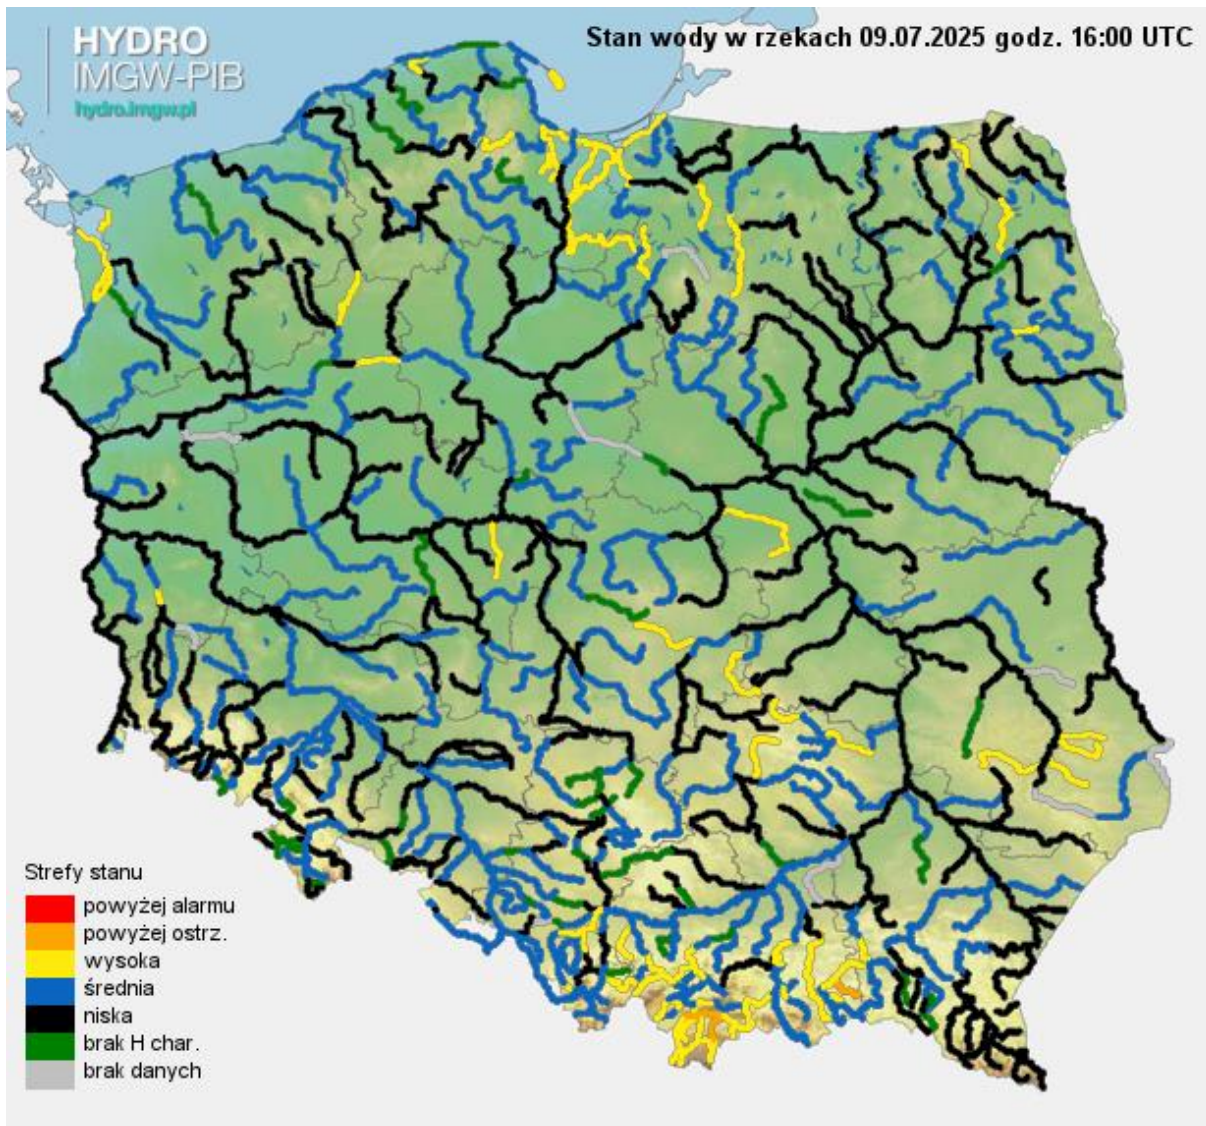 HYDRO
IMGW-PIB
hydro.imgw.pl
Stan wody w rzekach 09.07.2025 godz. 16:00 UTC
Strefy stanu
powyżej alarmu
powyżej ostrz.
wysoka
średnia
niska
brak H char.
brak danych